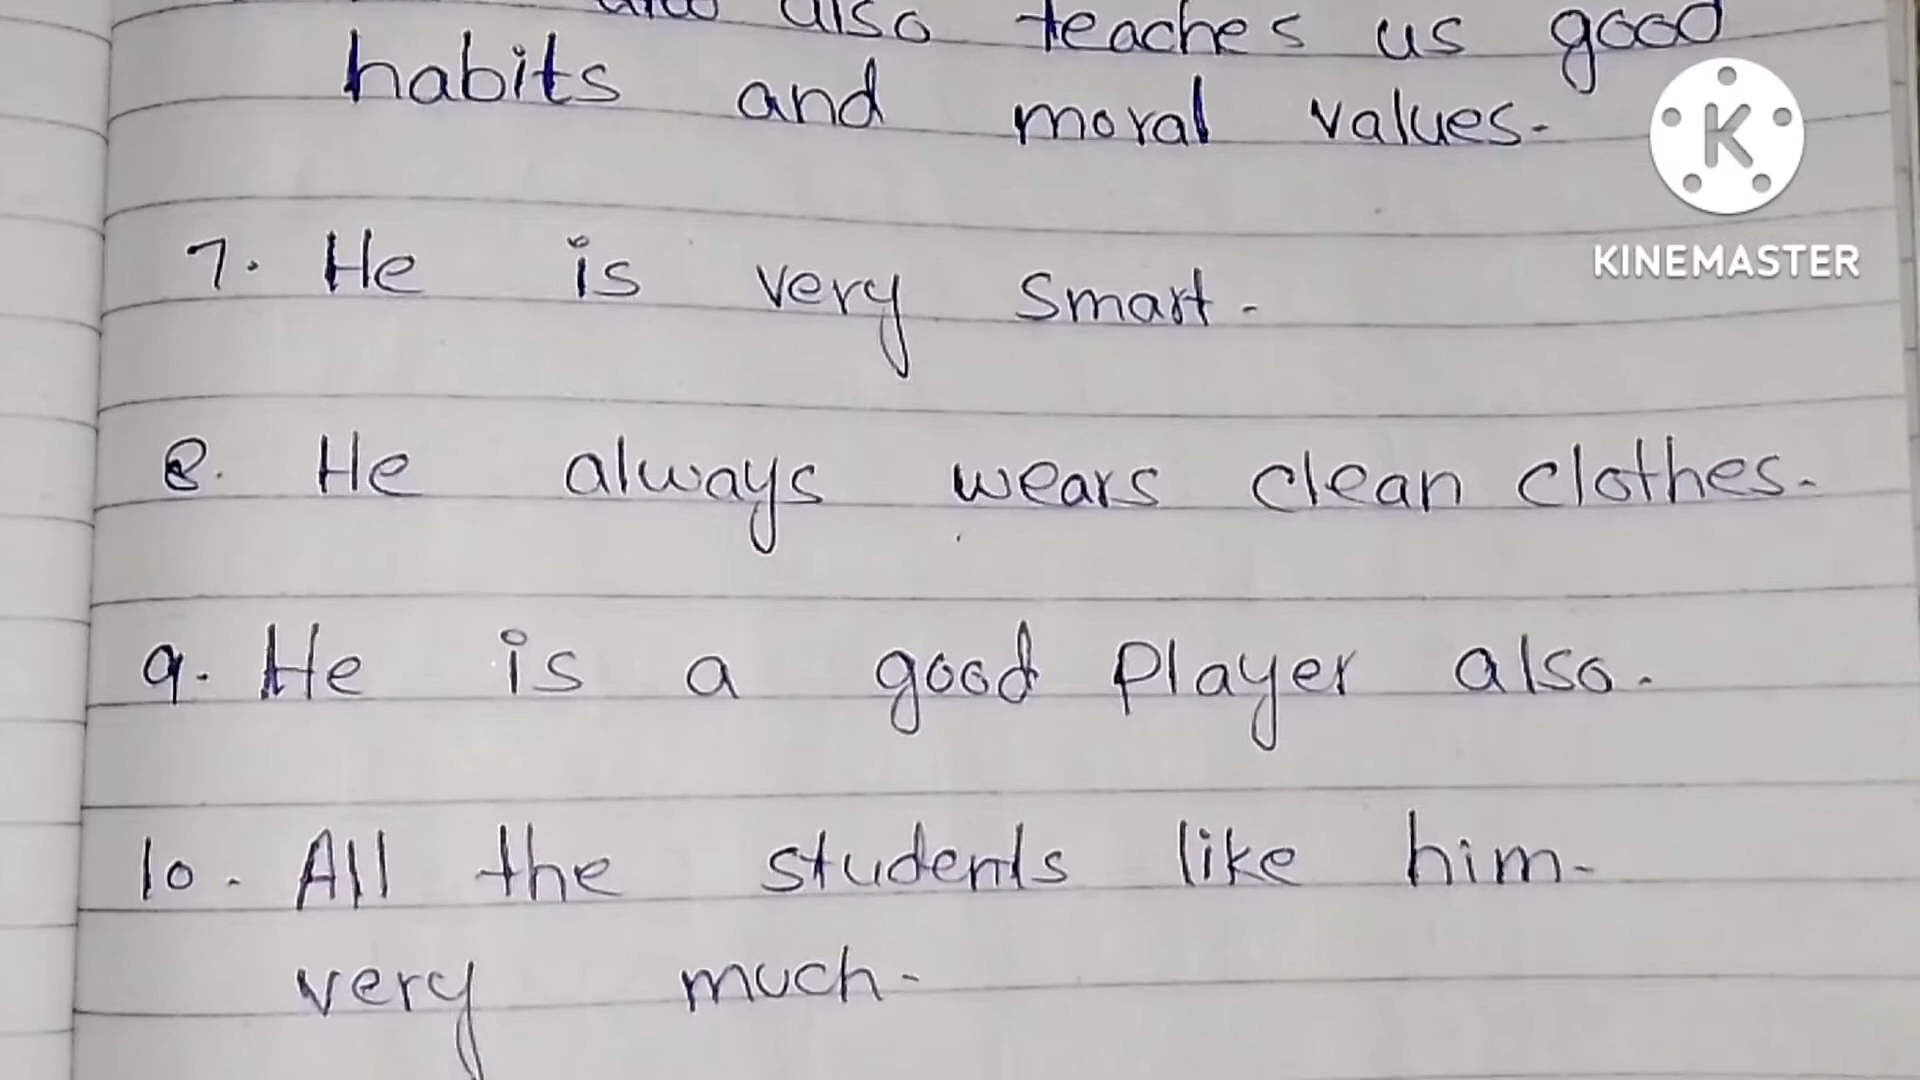 also teaches us good
habits and moral values.
7. He is very smart.
8. He always wears clean clothes.
9. He is a good player also.
10. All the students like him.
very much.
K
KINEMASTER